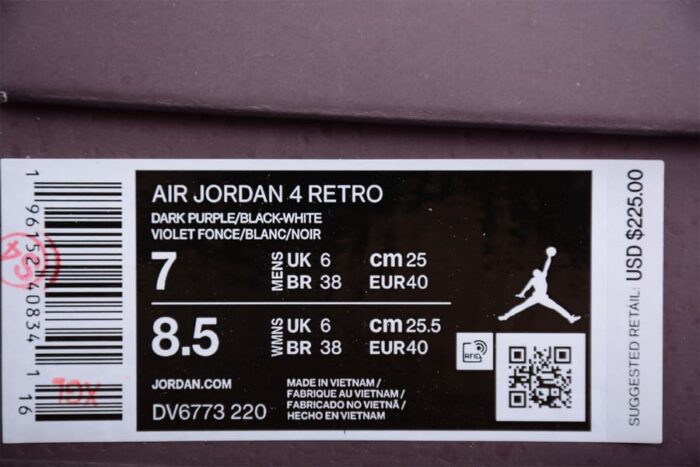 AIR JORDAN 4 RETRO
DARK PURPLE/BLACK-WHITE
VIOLET FONCE/BLANC/NOIR
7 MENS UK 6 cm 25
BR 38 EUR40
8.5 WMNS UK 6 cm 25.5
BR 38 EUR40
JORDAN.COM
DV6773 220
MADE IN VIETNAM /
FABRIQUE AU VIETNAM /
FABRICADO NO VIETNÃ /
HECHO EN VIETNAM
RFID
SUGGESTED RETAIL: USD $225.00
1 96152 40834 1
16